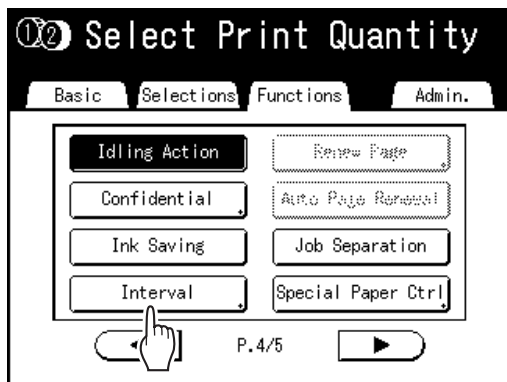 ①② Select Print Quantity
Basic Selections Functions Admin.
Idling Action Renew Page
Confidential Auto Page Renewal
Ink Saving Job Separation
Interval Special Paper Ctrl
P.4/5